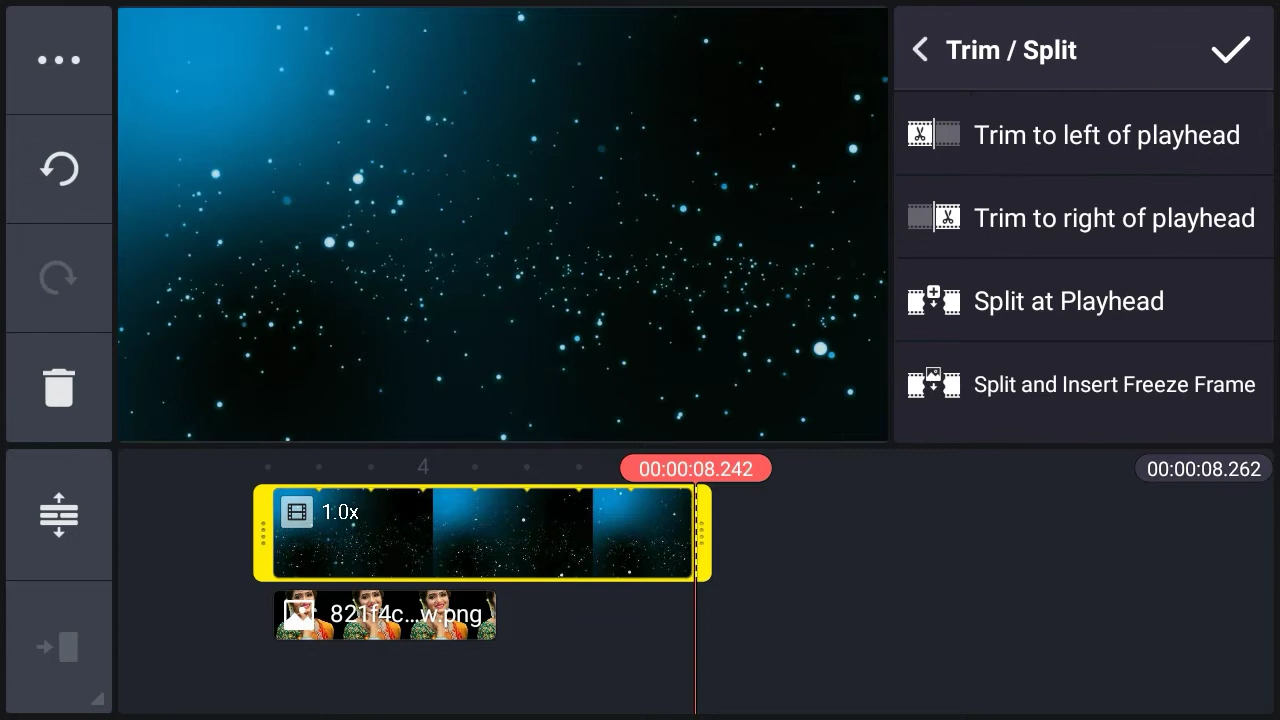 Trim / Split
Trim to left of playhead
Trim to right of playhead
Split at Playhead
Split and Insert Freeze Frame
4
00:00:08.242
00:00:08.262
1.0x
821f4c...w.png